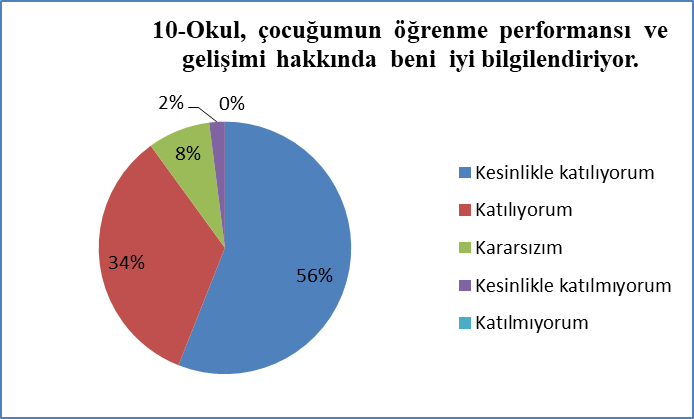 10-Okul, çocuğumun öğrenme performansı ve
gelişimi hakkında beni iyi bilgilendiriyor.
2%
0%
8%
34%
56%
Kesinlikle katılıyorum
Katılıyorum
Kararsızım
Kesinlikle katılmıyorum
Katılmıyorum